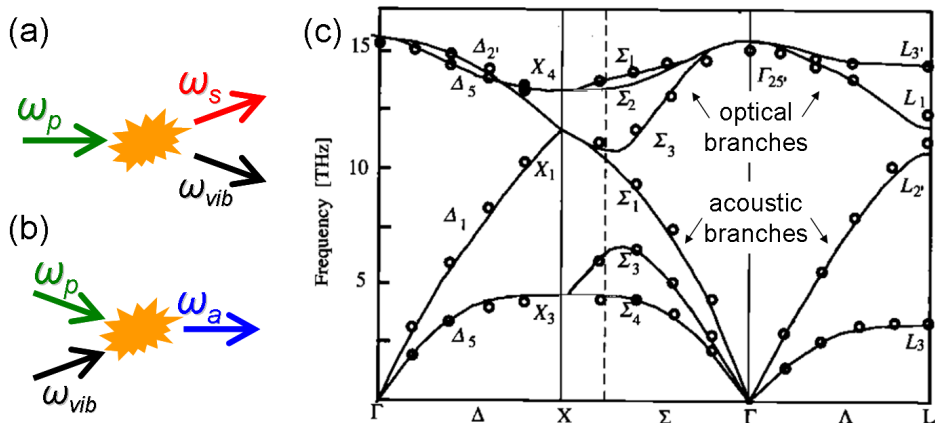 (a)
ωp
ωs
ωvib
(b)
ωp
ωvib
ωa
(c)
Frequency [THz]
15
10
5
Δ2'
Δ5
X4
X1
Δ1
Δ5
X3
Σ1
Σ2
Σ3
Σ1
Σ3
Σ4
Γ25'
optical
branches
acoustic
branches
L3'
L1
L2'
L3
Γ Δ X Σ Γ Λ L